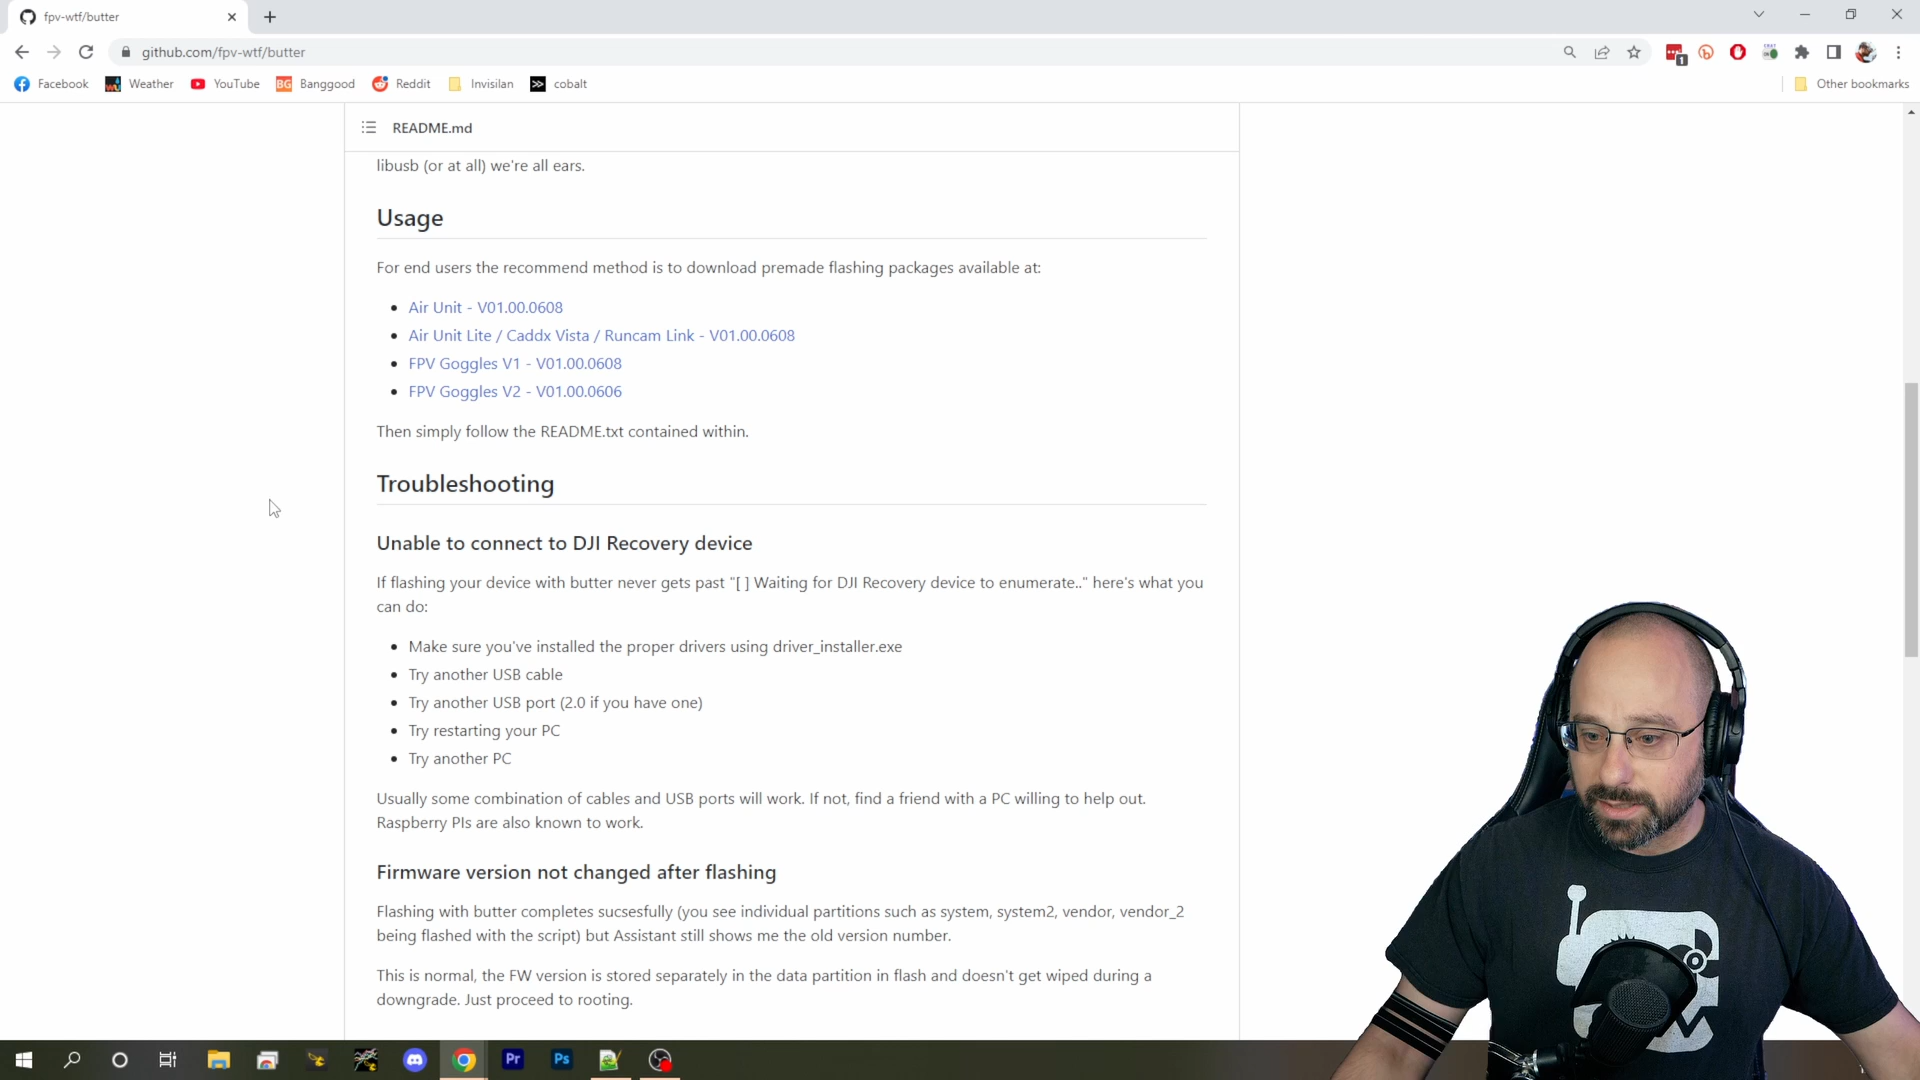 fpv-wtf/butter
github.com/fpv-wtf/butter
1
Facebook
Weather
YouTube
BG Banggood
Reddit
Invisilan
cobalt
Other bookmarks
README.md
libusb (or at all) we're all ears.
Usage
For end users the recommend method is to download premade flashing packages available at:
Air Unit - V01.00.0608
Air Unit Lite / Caddx Vista / Runcam Link - V01.00.0608
FPV Goggles V1 - V01.00.0608
FPV Goggles V2 - V01.00.0606
Then simply follow the README.txt contained within.
Troubleshooting
Unable to connect to DJI Recovery device
If flashing your device with butter never gets past "[ ] Waiting for DJI Recovery device to enumerate.." here's what you
can do:
Make sure you've installed the proper drivers using driver_installer.exe
Try another USB cable
Try another USB port (2.0 if you have one)
Try restarting your PC
Try another PC
Usually some combination of cables and USB ports will work. If not, find a friend with a PC willing to help out.
Raspberry PIs are also known to work.
Firmware version not changed after flashing
Flashing with butter completes sucsesfully (you see individual partitions such as system, system2, vendor, vendor_2
being flashed with the script) but Assistant still shows me the old version number.
This is normal, the FW version is stored separately in the data partition in flash and doesn't get wiped during a
downgrade. Just proceed to rooting.
Pr
Ps